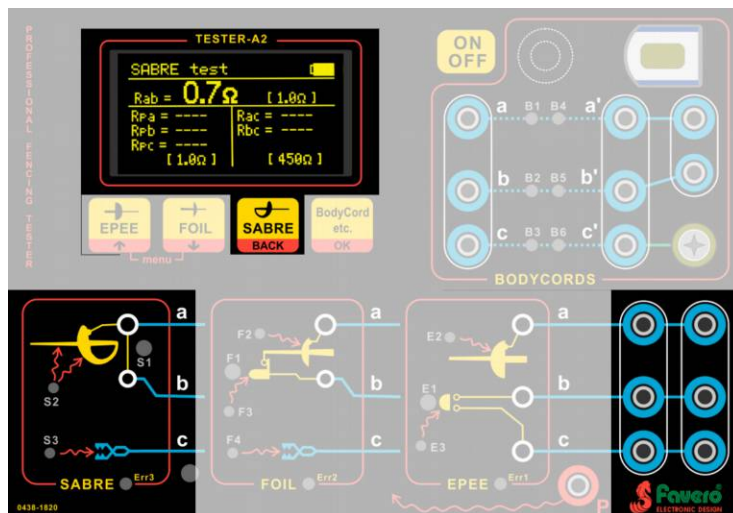 PROFESSIONAL FENCING TESTER
TESTER-A2
SABRE test
Rab = 0.7Ω [1.0Ω]
RPa = ---- Rac = ----
RPb = ---- Rbc = ----
RPc = ----
[1.0Ω] [450Ω]
EPEE
FOIL
SABRE
BACK
BodyCord
etc.
OK
menu
ON
OFF
a B1 B4 a'
b B2 B5 b'
c B3 B6 c'
BODYCORDS
a
S1
b
S2
S3
c
SABRE Err3
a
F2
F1
b
F3
F4
c
FOIL Err2
a
E2
E1
b
E3
c
EPEE Err1
P
0438-1820
Favero
ELECTRONIC DESIGN